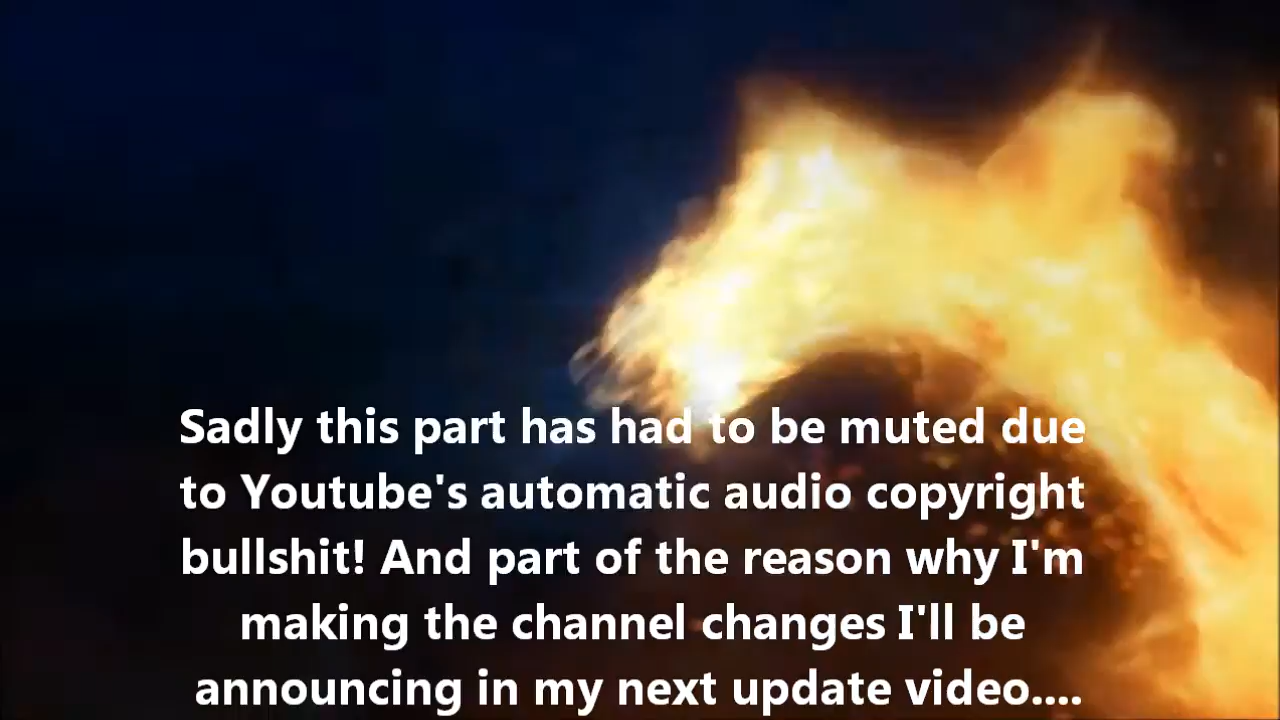 Sadly this part has had to be muted due
to Youtube's automatic audio copyright
bullshit! And part of the reason why I'm
making the channel changes I'll be
announcing in my next update video....